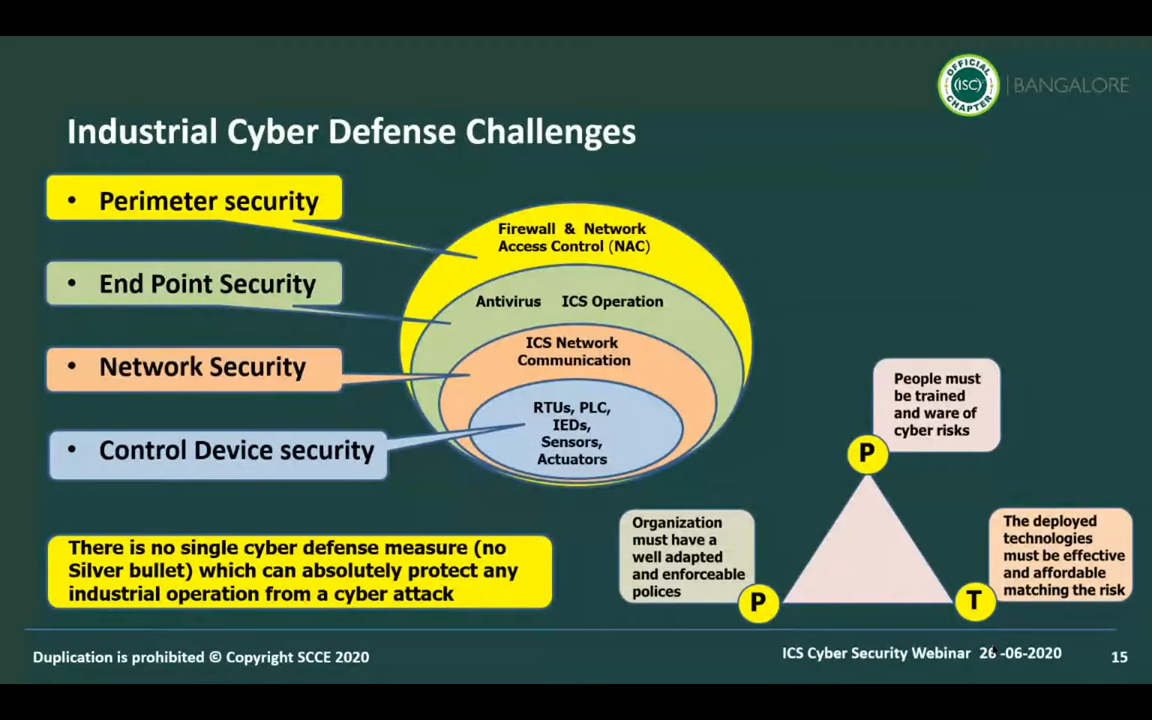 OFFICIAL
(ISC)
CHAPTER
BANGALORE
Industrial Cyber Defense Challenges
• Perimeter security
• End Point Security
• Network Security
• Control Device security
Firewall & Network
Access Control (NAC)
Antivirus ICS Operation
ICS Network
Communication
RTUs, PLC,
IEDs,
Sensors,
Actuators
There is no single cyber defense measure (no
Silver bullet) which can absolutely protect any
industrial operation from a cyber attack
People must
be trained
and ware of
cyber risks
P
Organization
must have a
well adapted
and enforceable
polices
P
The deployed
technologies
must be effective
and affordable
matching the risk
T
Duplication is prohibited © Copyright SCCE 2020
ICS Cyber Security Webinar 26 -06-2020
15